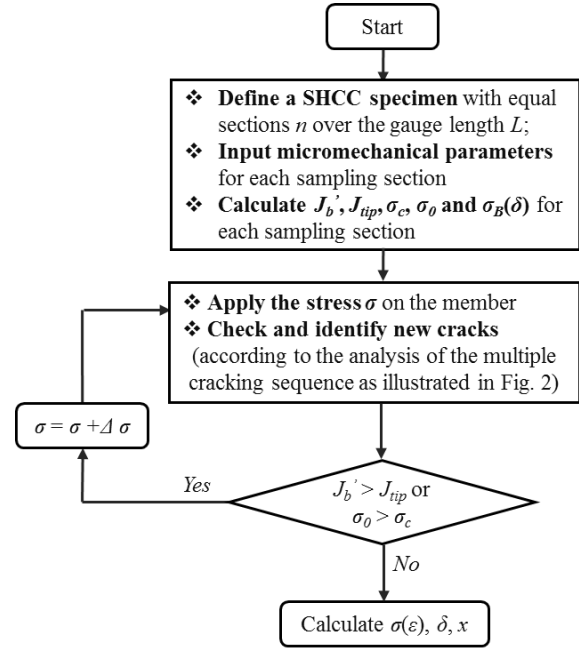 Start
❖ Define a SHCC specimen with equal
sections n over the gauge length L;
❖ Input micromechanical parameters
for each sampling section
❖ Calculate J_b', J_tip, σ_c, σ_0 and σ_B(δ) for
each sampling section
❖ Apply the stress σ on the member
❖ Check and identify new cracks
(according to the analysis of the multiple
cracking sequence as illustrated in Fig. 2)
σ = σ +Δ σ
Yes
J_b' > J_tip or
σ_0 > σ_c
No
Calculate σ(ε), δ, x